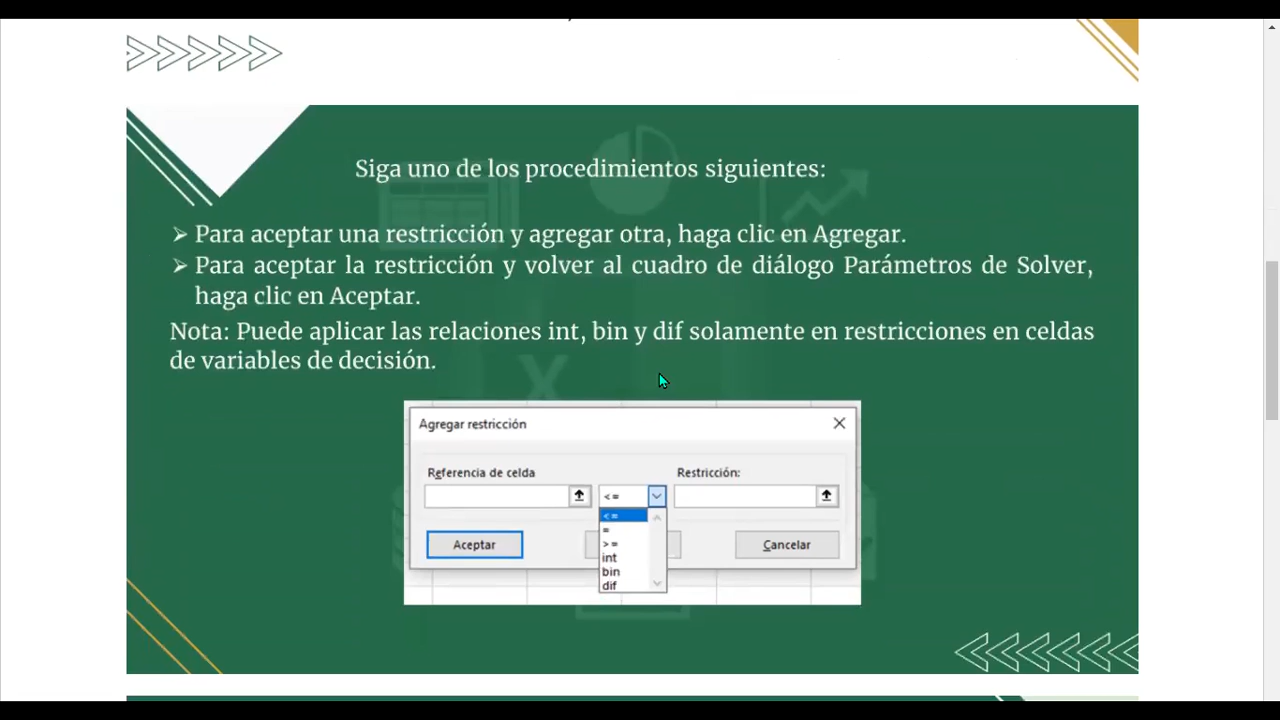 Siga uno de los procedimientos siguientes:
➢ Para aceptar una restricción y agregar otra, haga clic en Agregar.
➢ Para aceptar la restricción y volver al cuadro de diálogo Parámetros de Solver,
haga clic en Aceptar.
Nota: Puede aplicar las relaciones int, bin y dif solamente en restricciones en celdas
de variables de decisión.
Agregar restricción
Referencia de celda
Restricción:
<=
<=
=
>=
int
bin
dif
Aceptar
Cancelar